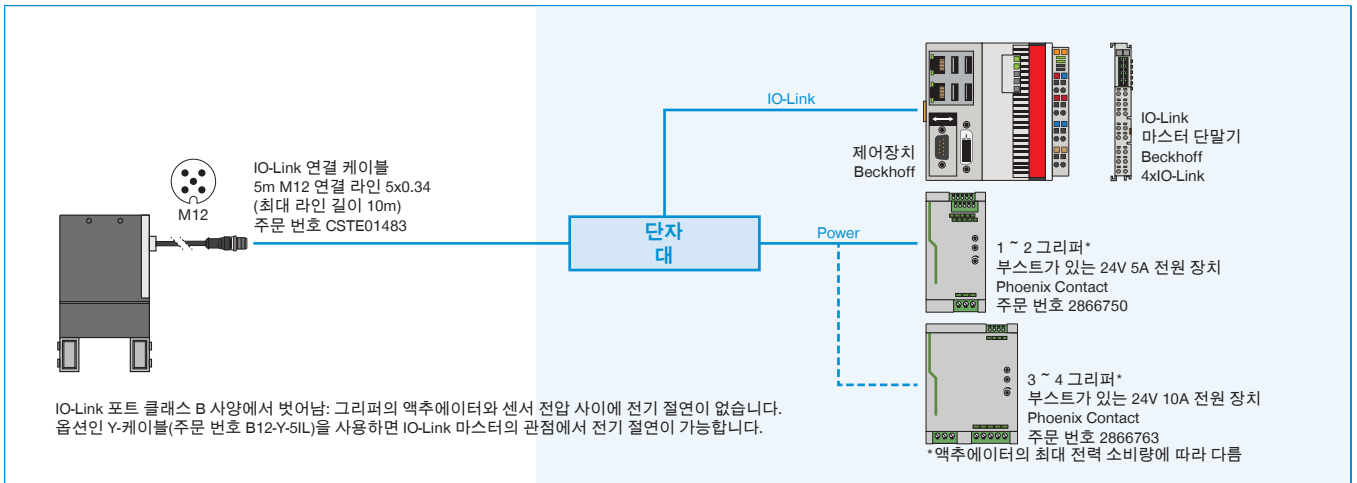 IO-Link 연결 케이블
5m M12 연결 라인 5x0.34
(최대 라인 길이 10m)
주문 번호 CSTE01483
M12
IO-Link
단자
대
Power
제어장치
Beckhoff
IO-Link
마스터 단말기
Beckhoff
4xIO-Link
1 ~ 2 그리퍼*
부스트가 있는 24V 5A 전원 장치
Phoenix Contact
주문 번호 2866750
3 ~ 4 그리퍼*
부스트가 있는 24V 10A 전원 장치
Phoenix Contact
주문 번호 2866763
*액추에이터의 최대 전력 소비량에 따라 다름
IO-Link 포트 클래스 B 사양에서 벗어남: 그리퍼의 액추에이터와 센서 전압 사이에 전기 절연이 없습니다.
옵션인 Y-케이블(주문 번호 B12-Y-5IL)을 사용하면 IO-Link 마스터의 관점에서 전기 절연이 가능합니다.